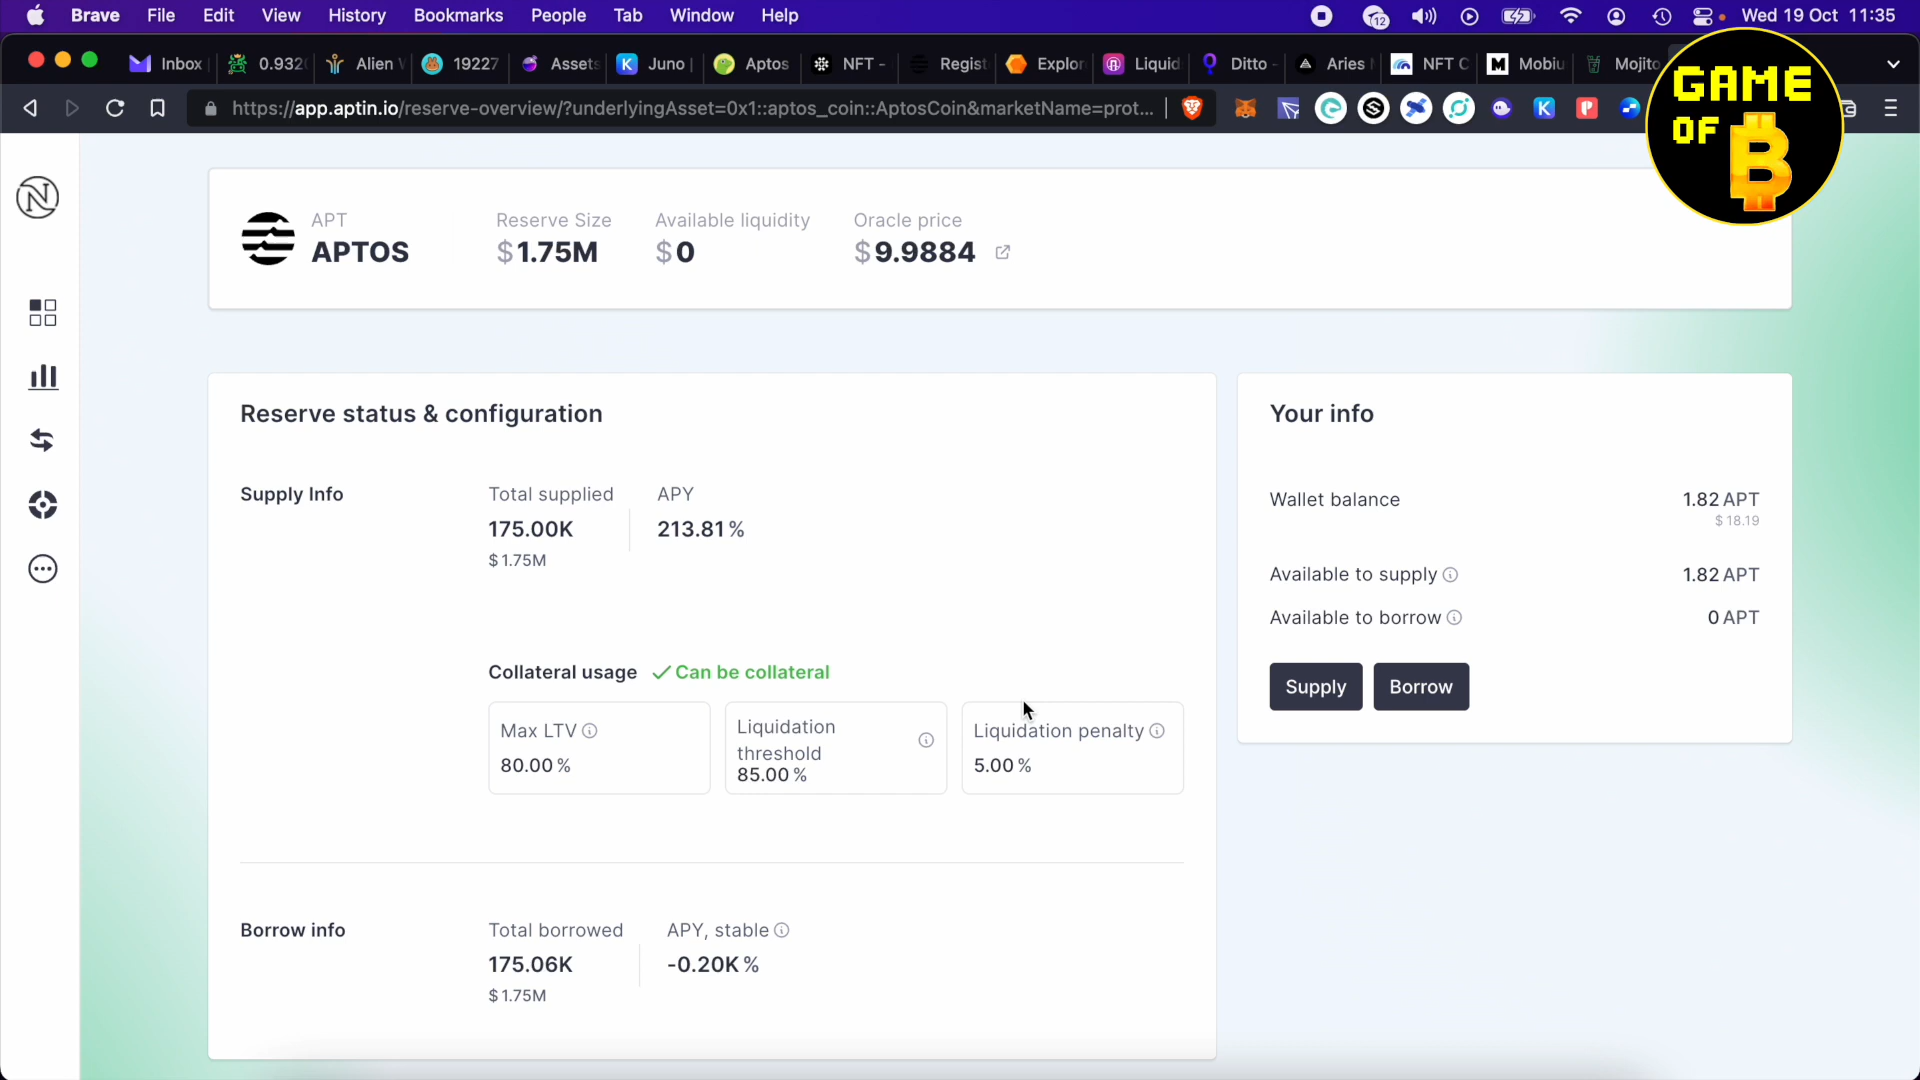 Brave File Edit View History Bookmarks People Tab Window Help
12
Wed 19 Oct 11:35
Inbox
0.932
Alien
19227
Assets
Juno
Aptos
NFT -
Regist
Explor
Liquid
Ditto -
Aries
NFT C
Mobiu
Mojito
https://app.aptin.io/reserve-overview/?underlyingAsset=0x1::aptos_coin::AptosCoin&marketName=prot...
GAME
OF B
APT
APTOS
Reserve Size
$1.75M
Available liquidity
$0
Oracle price
$9.9884
Reserve status & configuration
Supply Info
Total supplied
175.00K
$1.75M
APY
213.81%
Collateral usage Can be collateral
Max LTV
80.00%
Liquidation
threshold
85.00%
Liquidation penalty
5.00%
Borrow info
Total borrowed
175.06K
$1.75M
APY, stable
-0.20K%
Your info
Wallet balance 1.82 APT
$18.19
Available to supply 1.82 APT
Available to borrow 0 APT
Supply
Borrow